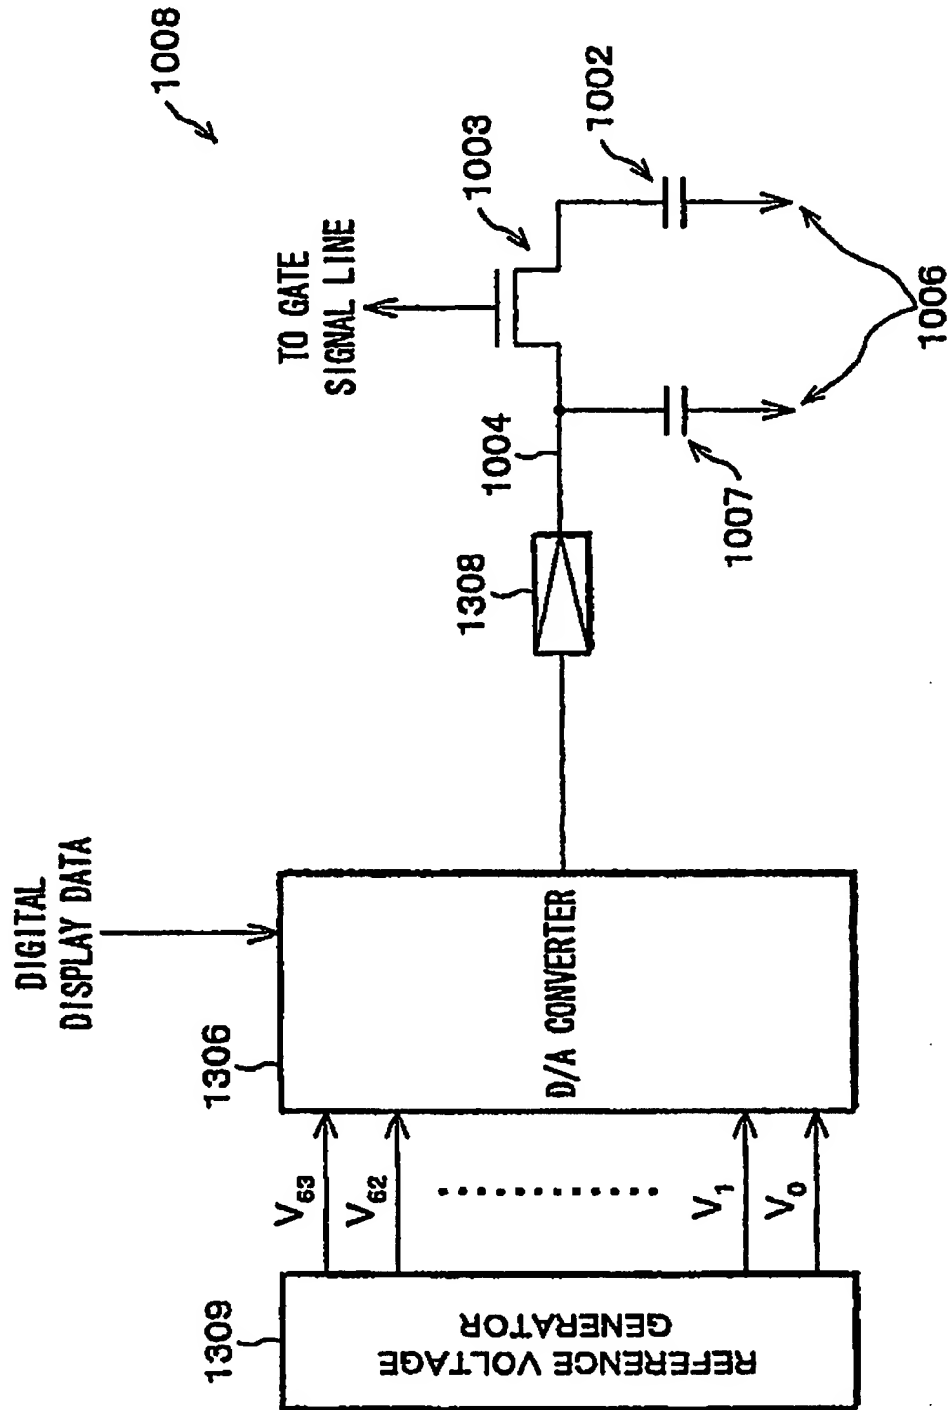 1008
TO GATE
SIGNAL LINE
1003
1002
1004
1006
1007
1308
DIGITAL
DISPLAY DATA
1306
D/A CONVERTER
V63
V62
V1
V0
1309
REFERENCE VOLTAGE
GENERATOR